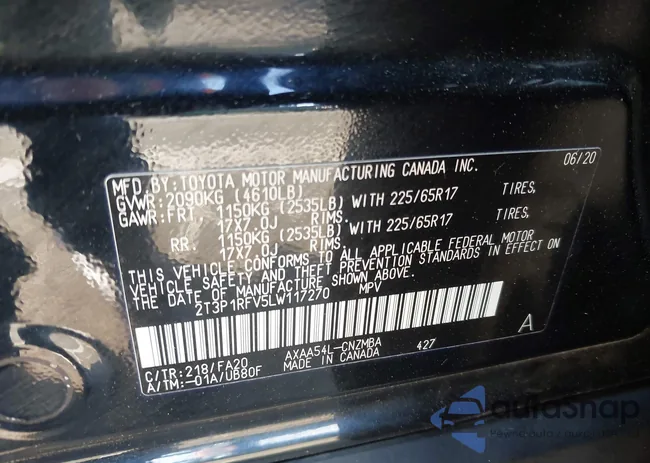 MFD.BY:TOYOTA MOTOR MANUFACTURING CANADA INC. 06/20
GVWR:2090KG (4610LB)
GAWR:FRT. 1150KG (2535LB) WITH 225/65R17 TIRES,
17X7.0J RIMS.
RR. 1150KG (2535LB) WITH 225/65R17 TIRES,
17X7.0J RIMS.
THIS VEHICLE CONFORMS TO ALL APPLICABLE FEDERAL MOTOR
VEHICLE SAFETY AND THEFT PREVENTION STANDARDS IN EFFECT ON
THE DATE OF MANUFACTURE SHOWN ABOVE.
2T3P1RFV5LW117270 MPV
A
C/TR:218/FA20 AXAA54L-CNZMBA 427
A/TM:-01A/UB80F MADE IN CANADA
autosnap